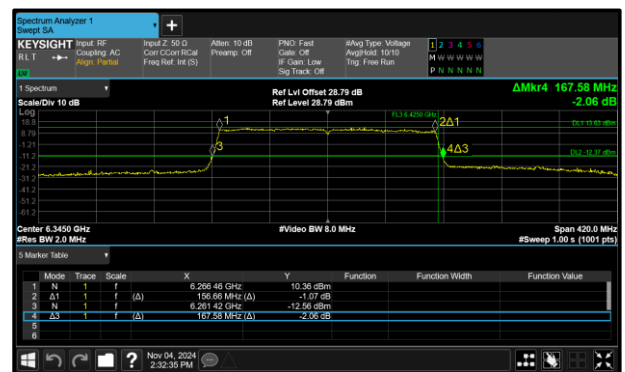 Spectrum Analyzer 1
Swept SA
KEYSIGHT Input: RF Input Z: 50 Ω Atten: 10 dB PNO: Fast #Avg Type: Voltage 1 2 3 4 5 6
RLT Coupling: AC Corr CCorr RCal Preamp: Off Gate: Off Avg|Hold: 10/10 M W W W W W
Align: Partial Freq Ref: Int (S) IF Gain: Low Trig: Free Run
Sig Track: Off P N N N N N
1 Spectrum Ref Lvl Offset 28.79 dB ΔMkr4 167.58 MHz
Scale/Div 10 dB Ref Level 28.79 dBm -2.06 dB
Log
18.8
8.79
-1.21
-11.2
-21.2
-31.2
-41.2
-51.2
-61.2
FL3 6.4250 GHz
DL1 13.63 dBm
DL2 -12.37 dBm
1
2Δ1
3
4Δ3
Center 6.3450 GHz #Video BW 8.0 MHz Span 420.0 MHz
#Res BW 2.0 MHz #Sweep 1.00 s (1001 pts)
5 Marker Table
Mode Trace Scale X Y Function Function Width Function Value
1 N 1 f 6.266 46 GHz 10.36 dBm
2 Δ1 1 f (Δ) 156.66 MHz (Δ) -1.07 dB
3 N 1 f 6.261 42 GHz -12.56 dBm
4 Δ3 1 f (Δ) 167.58 MHz (Δ) -2.06 dB
5
6
? Nov 04, 2024
2:32:35 PM